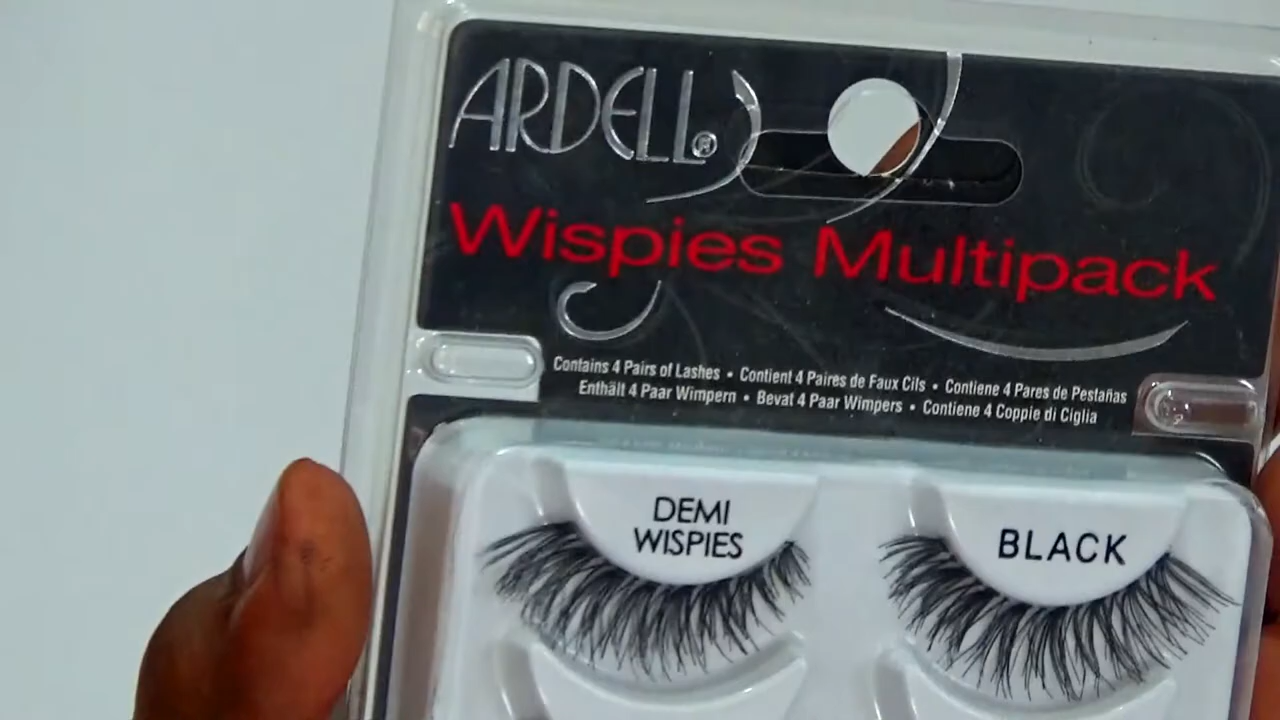 ARDELL®
Wispies Multipack
Contains 4 Pairs of Lashes • Contient 4 Paires de Faux Cils • Contiene 4 Pares de Pestañas
Enthält 4 Paar Wimpern • Bevat 4 Paar Wimpers • Contiene 4 Coppie di Ciglia
DEMI
WISPIES
BLACK